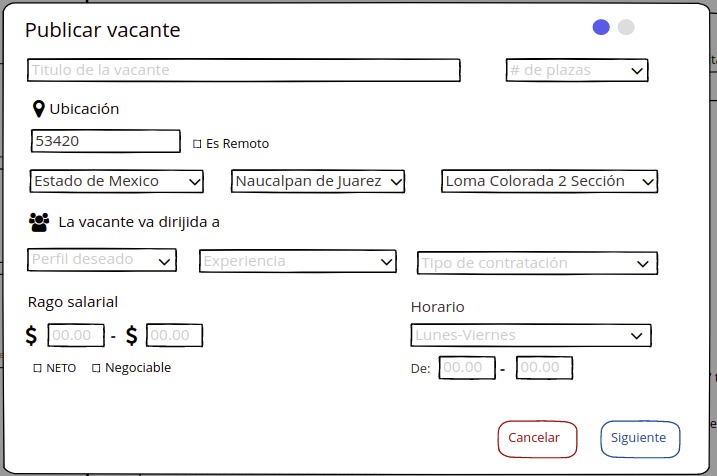 Publicar vacante
Titulo de la vacante
# de plazas
Ubicación
53420
Es Remoto
Estado de Mexico
Naucalpan de Juarez
Loma Colorada 2 Sección
La vacante va dirijida a
Perfil deseado
Experiencia
Tipo de contratación
Rago salarial
Horario
$ 00.00 - $ 00.00
Lunes-Viernes
NETO
Negociable
De: 00.00 - 00.00
Cancelar
Siguiente